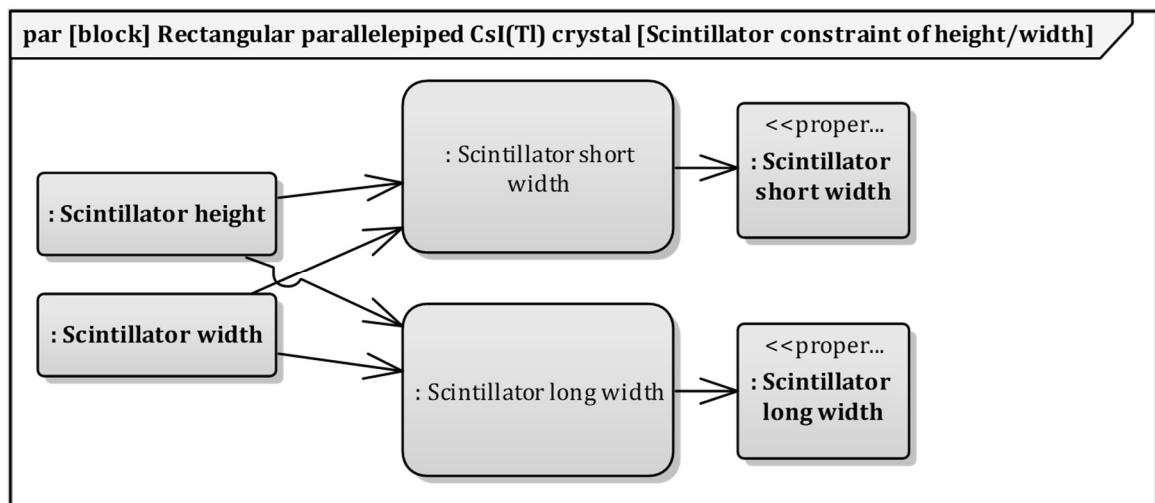 par [block] Rectangular parallelepiped CsI(Tl) crystal [Scintillator constraint of height/width]
: Scintillator height
: Scintillator width
: Scintillator short
width
: Scintillator long width
<<proper...
: Scintillator
short width
<<proper...
: Scintillator
long width